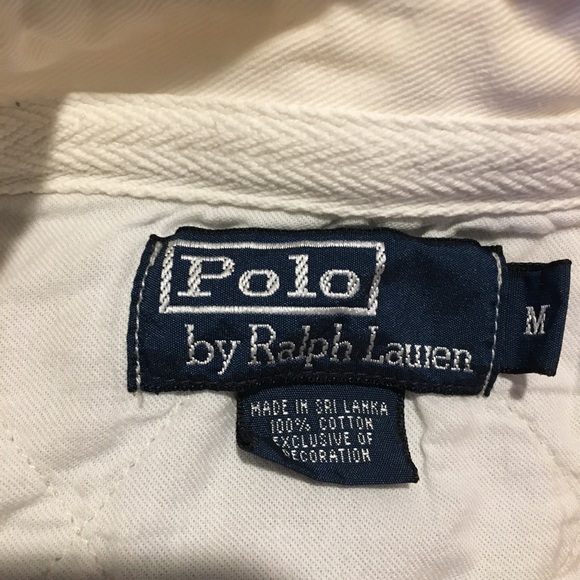 Polo
by Ralph Lauren
M
MADE IN SRI LANKA
100% COTTON
EXCLUSIVE OF
DECORATION